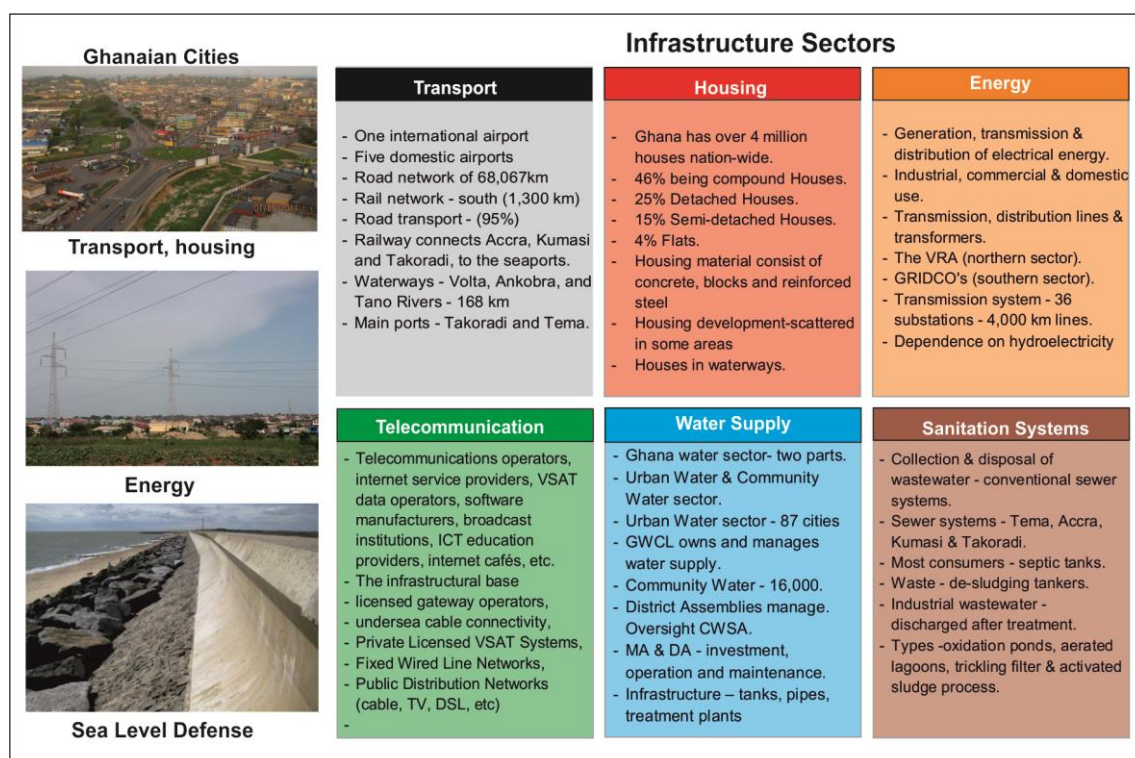 Ghanaian Cities
Transport, housing
Energy
Sea Level Defense
Infrastructure Sectors
Transport
- One international airport
- Five domestic airports
- Road network of 68,067km
- Rail network - south (1,300 km)
- Road transport - (95%)
- Railway connects Accra, Kumasi
and Takoradi, to the seaports.
- Waterways - Volta, Ankobra, and
Tano Rivers - 168 km
- Main ports - Takoradi and Tema.
Housing
- Ghana has over 4 million
houses nation-wide.
- 46% being compound Houses.
- 25% Detached Houses.
- 15% Semi-detached Houses.
- 4% Flats.
- Housing material consist of
concrete, blocks and reinforced
steel
- Housing development-scattered
in some areas
- Houses in waterways.
Energy
- Generation, transmission &
distribution of electrical energy.
- Industrial, commercial & domestic
use.
- Transmission, distribution lines &
transformers.
- The VRA (northern sector).
- GRIDCO's (southern sector).
- Transmission system - 36
substations - 4,000 km lines.
- Dependence on hydroelectricity
Telecommunication
- Telecommunications operators,
internet service providers, VSAT
data operators, software
manufacturers, broadcast
institutions, ICT education
providers, internet cafés, etc.
- The infrastructural base
- licensed gateway operators,
- undersea cable connectivity,
- Private Licensed VSAT Systems,
- Fixed Wired Line Networks,
- Public Distribution Networks
(cable, TV, DSL, etc)
-
Water Supply
- Ghana water sector- two parts.
- Urban Water & Community
Water sector.
- Urban Water sector - 87 cities
- GWCL owns and manages
water supply.
- Community Water - 16,000.
- District Assemblies manage.
Oversight CWSA.
- MA & DA - investment,
operation and maintenance.
- Infrastructure – tanks, pipes,
treatment plants
Sanitation Systems
- Collection & disposal of
wastewater - conventional sewer
systems.
- Sewer systems - Tema, Accra,
Kumasi & Takoradi.
- Most consumers - septic tanks.
- Waste - de-sludging tankers.
- Industrial wastewater -
discharged after treatment.
- Types -oxidation ponds, aerated
lagoons, trickling filter & activated
sludge process.